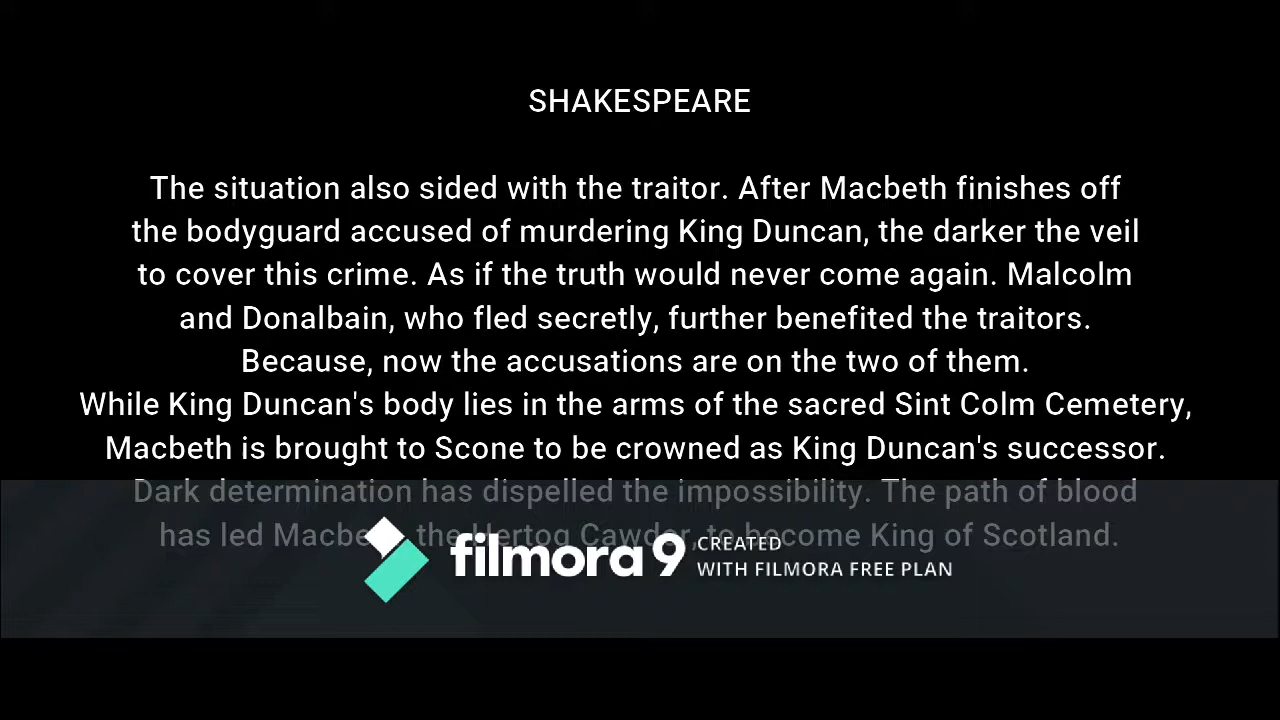 SHAKESPEARE
The situation also sided with the traitor. After Macbeth finishes off
the bodyguard accused of murdering King Duncan, the darker the veil
to cover this crime. As if the truth would never come again. Malcolm
and Donalbain, who fled secretly, further benefited the traitors.
Because, now the accusations are on the two of them.
While King Duncan's body lies in the arms of the sacred Sint Colm Cemetery,
Macbeth is brought to Scone to be crowned as King Duncan's successor.
Dark determination has dispelled the impossibility. The path of blood
has led Macbeth, the Hertog Cawdor, to become King of Scotland.
filmora 9 CREATED
WITH FILMORA FREE PLAN